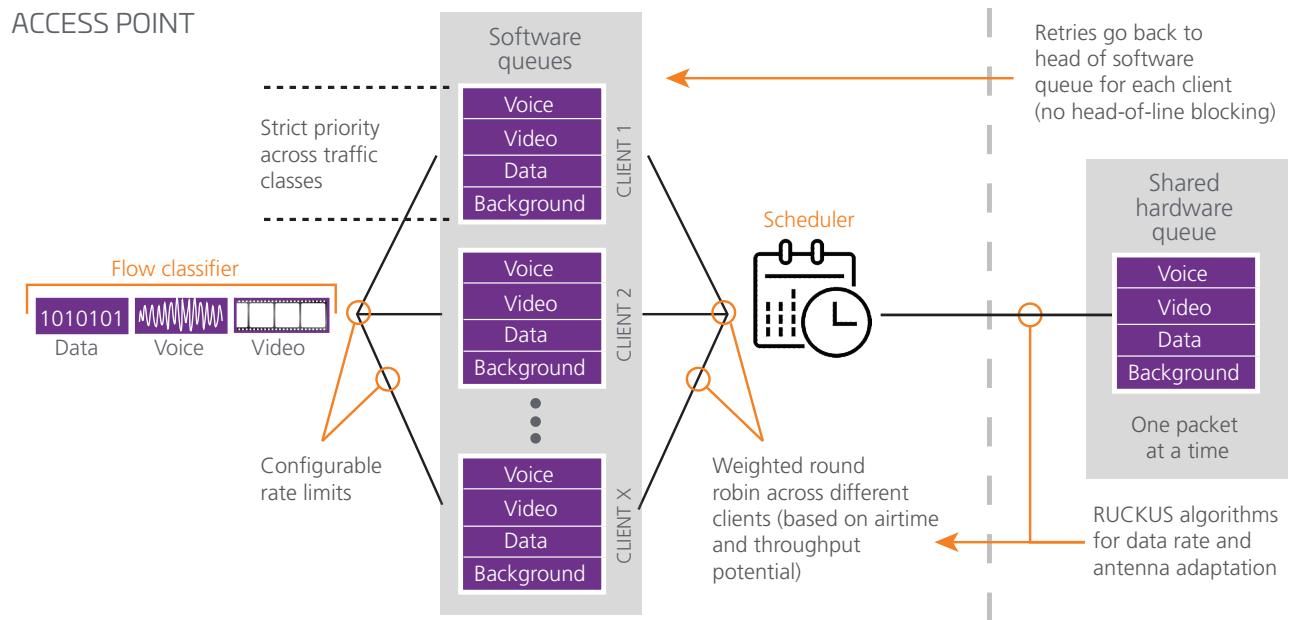 ACCESS POINT
Software
queues
Voice
Video
Data
Background
CLIENT 1
Voice
Video
Data
Background
CLIENT 2
Voice
Video
Data
Background
CLIENT X
Strict priority
across traffic
classes
Flow classifier
1010101
Data
Voice
Video
Configurable
rate limits
Scheduler
Weighted round
robin across different
clients (based on airtime
and throughput
potential)
Retries go back to
head of software
queue for each client
(no head-of-line blocking)
Shared
hardware
queue
Voice
Video
Data
Background
One packet
at a time
RUCKUS algorithms
for data rate and
antenna adaptation